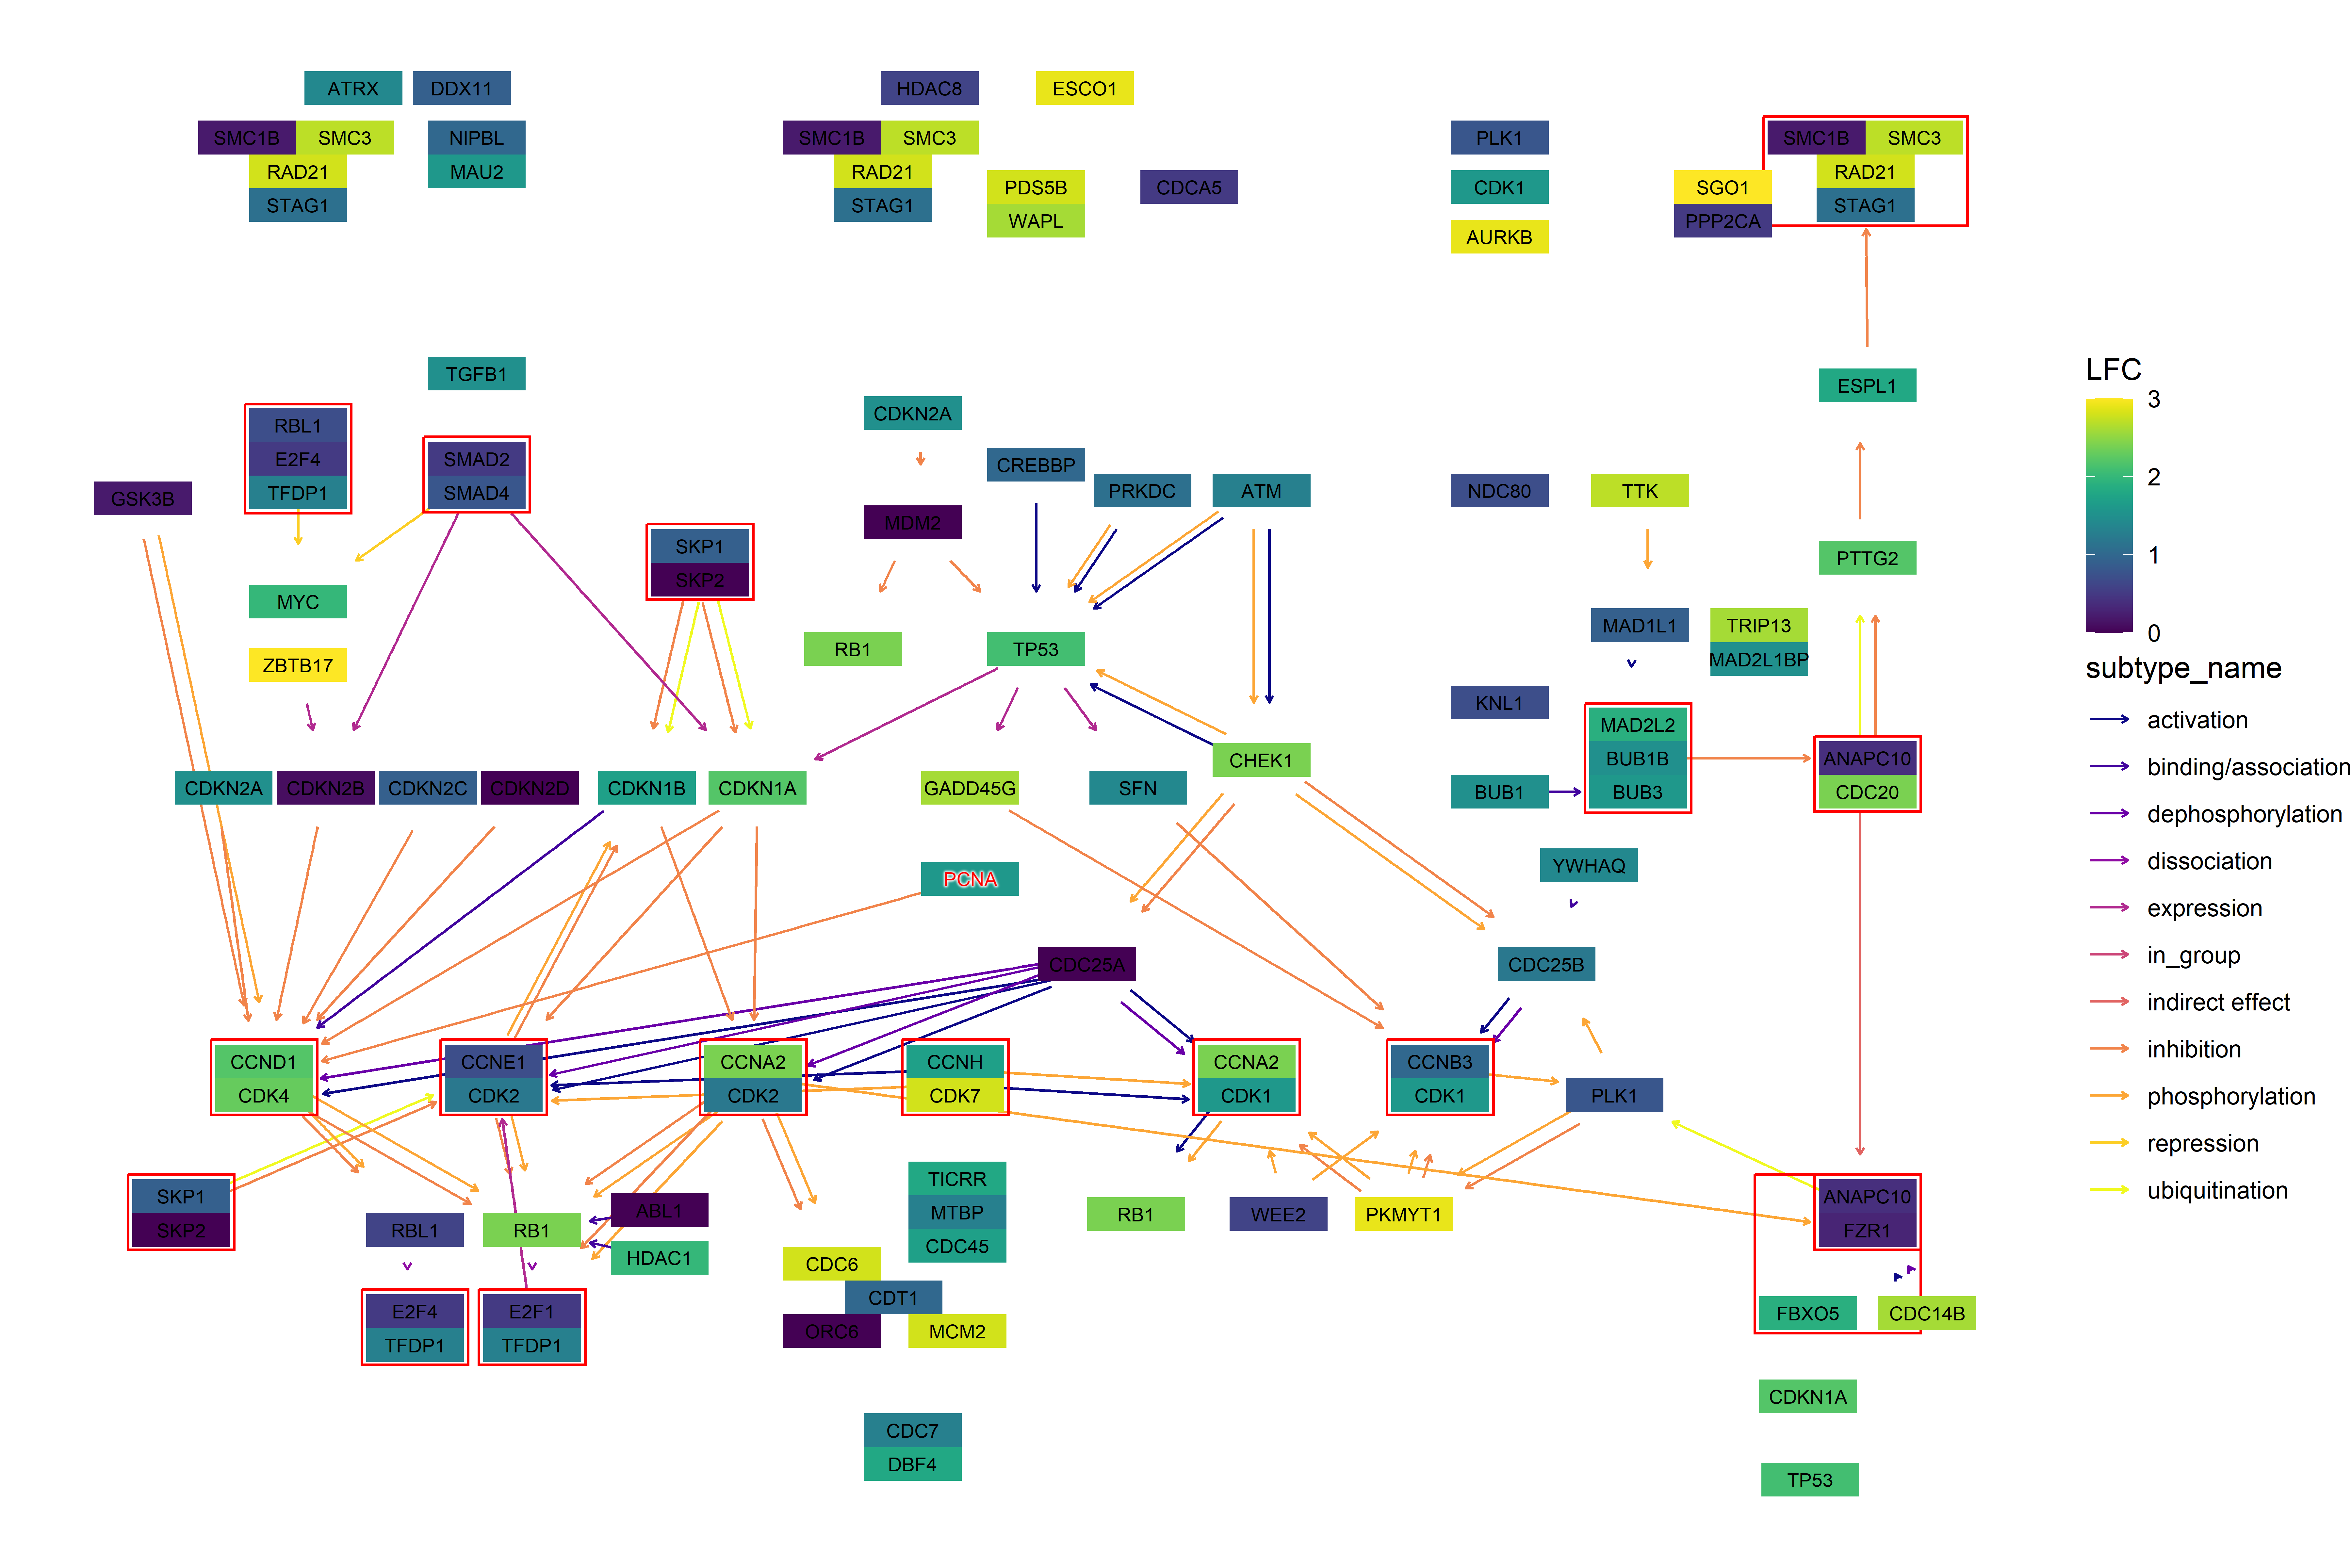 ATRX
DDX11
HDAC8
ESCO1
SMC1B
SMC3
NIPBL
SMC1B
SMC3
PLK1
SMC1B
SMC3
RAD21
MAU2
RAD21
PDS5B
CDCA5
CDK1
SGO1
RAD21
STAG1
STAG1
WAPL
AURKB
PPP2CA
STAG1
TGFB1
ESPL1
LFC
3
2
1
0
CDKN2A
RBL1
E2F4
TFDP1
SMAD2
SMAD4
CREBBP
PRKDC
ATM
NDC80
TTK
GSK3B
MDM2
SKP1
SKP2
PTTG2
MYC
ZBTB17
RB1
TP53
MAD1L1
TRIP13
MAD2L1BP
KNL1
MAD2L2
BUB1B
BUB3
CHEK1
ANAPC10
CDC20
CDKN2A
CDKN2B
CDKN2C
CDKN2D
CDKN1B
CDKN1A
GADD45G
SFN
BUB1
PCNA
YWHAQ
CDC25A
CDC25B
CCND1
CDK4
CCNE1
CDK2
CCNA2
CDK2
CCNH
CDK7
CCNA2
CDK1
CCNB3
CDK1
PLK1
SKP1
SKP2
RBL1
RB1
ABL1
HDAC1
TICRR
MTBP
CDC45
RB1
WEE2
PKMYT1
ANAPC10
FZR1
E2F4
TFDP1
E2F1
TFDP1
CDC6
CDT1
ORC6
MCM2
FBXO5
CDC14B
CDKN1A
CDC7
DBF4
TP53
subtype_name
activation
binding/association
dephosphorylation
dissociation
expression
in_group
indirect effect
inhibition
phosphorylation
repression
ubiquitination